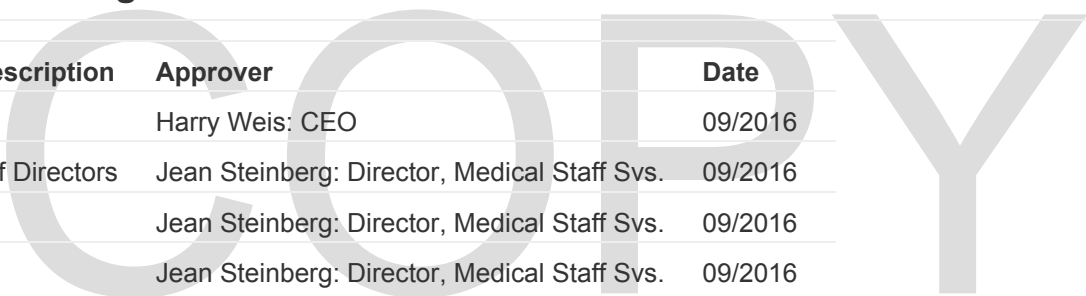 COPY
escription Approver Date
Harry Weis: CEO 09/2016
f Directors Jean Steinberg: Director, Medical Staff Svs. 09/2016
Jean Steinberg: Director, Medical Staff Svs. 09/2016
Jean Steinberg: Director, Medical Staff Svs. 09/2016